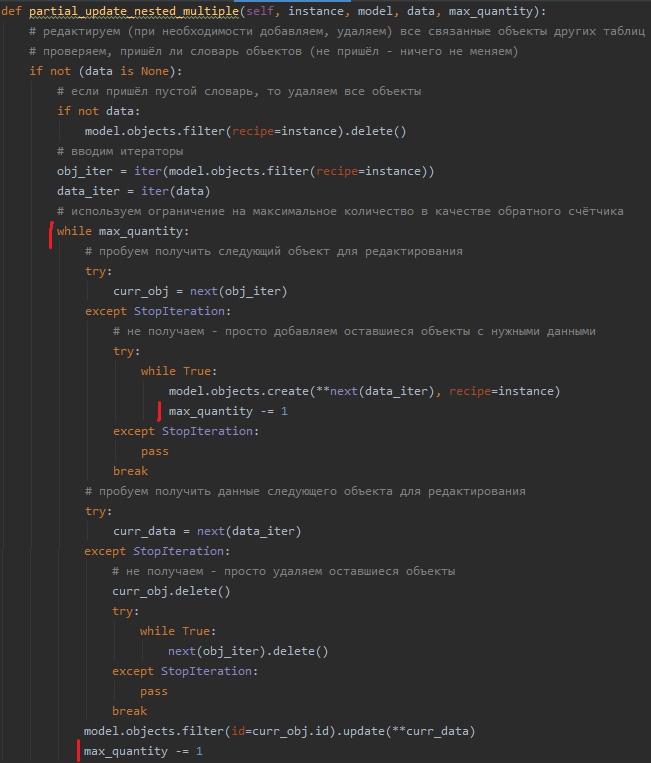 def partial_update_nested_multiple(self, instance, model, data, max_quantity):
# редактируем (при необходимости добавляем, удаляем) все связанные объекты других таблиц
# проверяем, пришёл ли словарь объектов (не пришёл - ничего не меняем)
if not (data is None):
# если пришёл пустой словарь, то удаляем все объекты
if not data:
model.objects.filter(recipe=instance).delete()
# вводим итераторы
obj_iter = iter(model.objects.filter(recipe=instance))
data_iter = iter(data)
# используем ограничение на максимальное количество в качестве обратного счётчика
while max_quantity:
# пробуем получить следующий объект для редактирования
try:
curr_obj = next(obj_iter)
except StopIteration:
# не получаем - просто добавляем оставшиеся объекты с нужными данными
try:
while True:
model.objects.create(**next(data_iter), recipe=instance)
max_quantity -= 1
except StopIteration:
pass
break
# пробуем получить данные следующего объекта для редактирования
try:
curr_data = next(data_iter)
except StopIteration:
# не получаем - просто удаляем оставшиеся объекты
curr_obj.delete()
try:
while True:
next(obj_iter).delete()
except StopIteration:
pass
break
model.objects.filter(id=curr_obj.id).update(**curr_data)
max_quantity -= 1